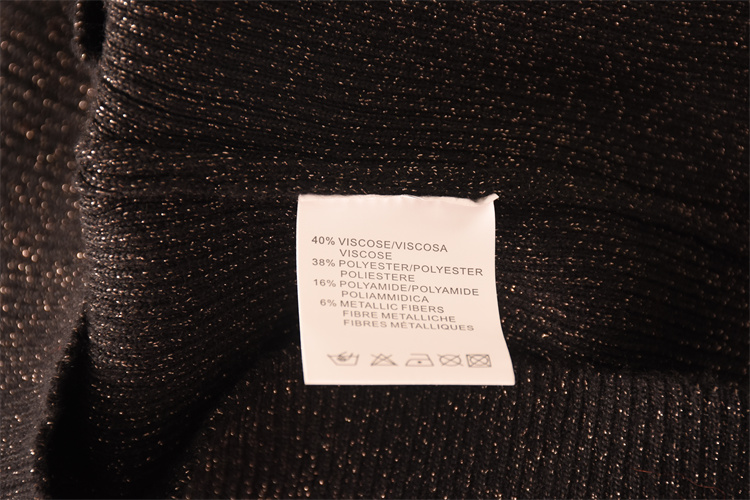 40% VISCOSE/VISCOSA
VISCOSE
38% POLYESTER/POLYESTER
POLIESTERE
16% POLYAMIDE/POLYAMIDE
POLIAMMIDICA
6% METALLIC FIBERS
FIBRE METALLICHE
FIBRES MÉTALLIQUES